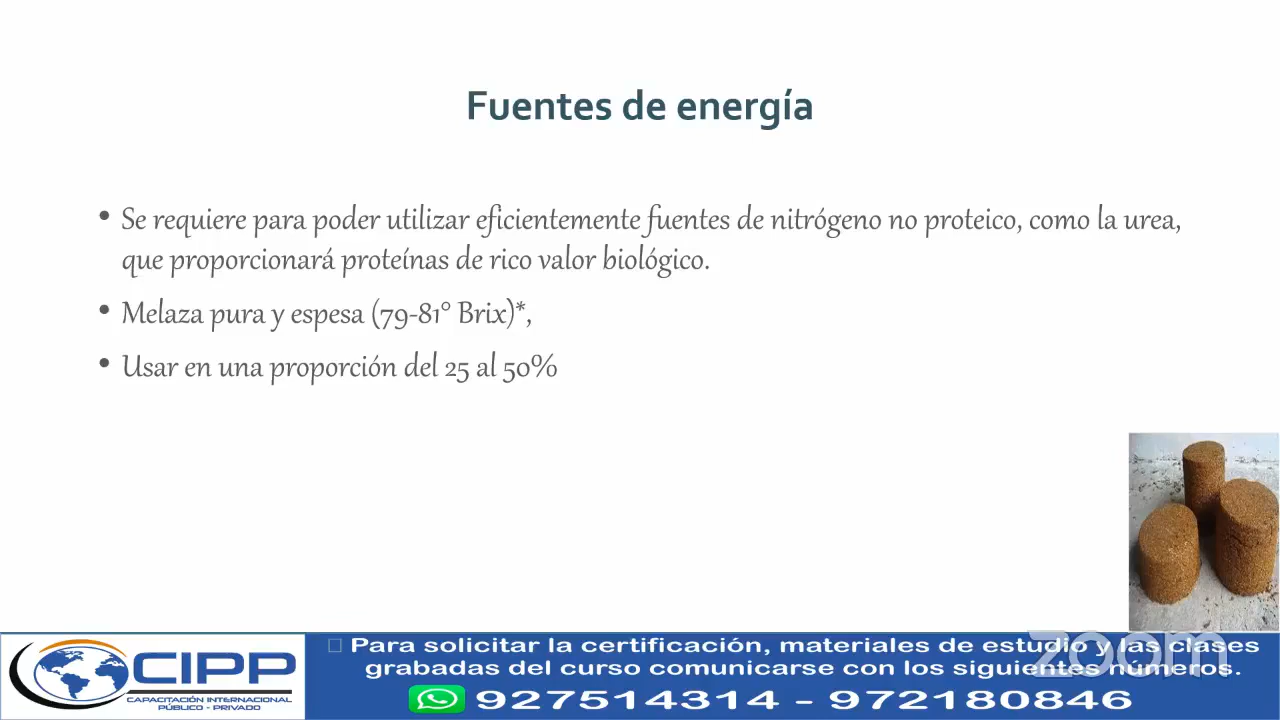 Fuentes de energía
• Se requiere para poder utilizar eficientemente fuentes de nitrógeno no proteico, como la urea,
que proporcionará proteínas de rico valor biológico.
• Melaza pura y espesa (79-81° Brix)*,
• Usar en una proporción del 25 al 50%
CIPP
CAPACITACIÓN INTERNACIONAL
PÚBLICO - PRIVADO
Para solicitar la certificación, materiales de estudio y las clases
grabadas del curso comunicarse con los siguientes números.
927514314 - 972180846
zoom